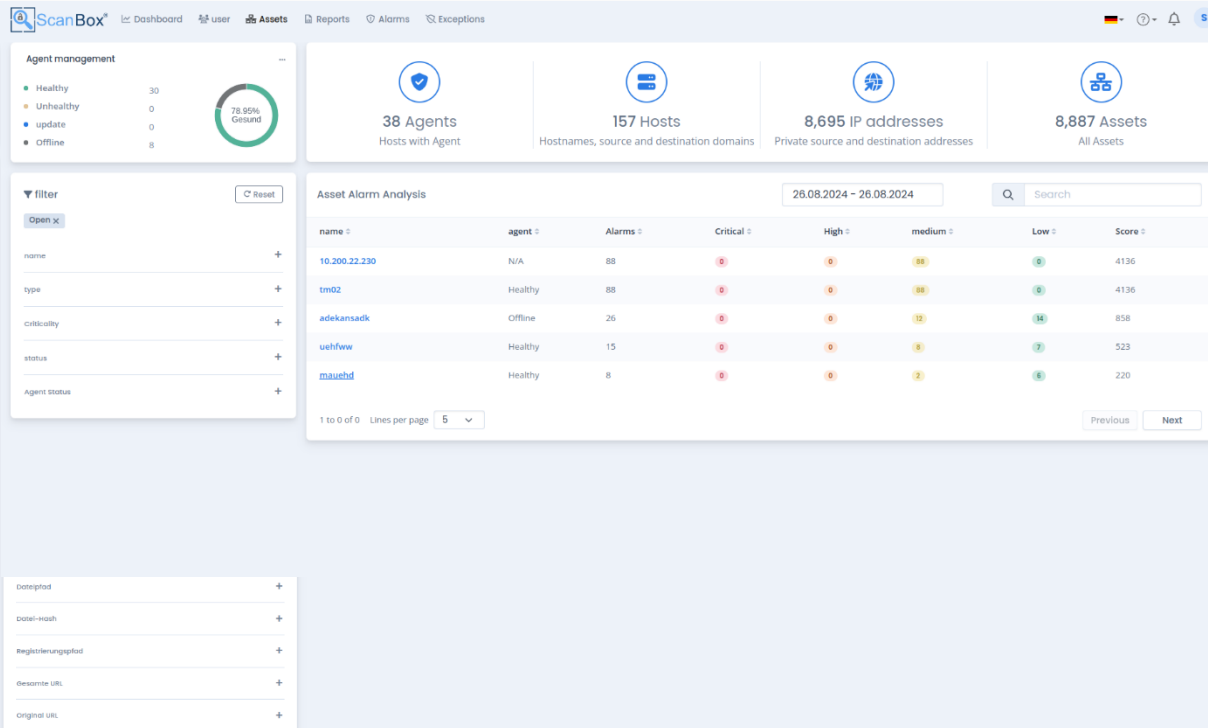 ScanBox®
Dashboard
user
Assets
Reports
Alarms
Exceptions
S
Agent management
...
Healthy 30
Unhealthy 0
update 0
Offline 8
78.95%
Gesund
38 Agents
Hosts with Agent
157 Hosts
Hostnames, source and destination domains
8,695 IP addresses
Private source and destination addresses
8,887 Assets
All Assets
filter
Reset
Open x
name +
type +
Criticality +
status +
Agent Status +
Asset Alarm Analysis
26.08.2024 - 26.08.2024
Search
name agent Alarms Critical High medium Low Score
10.200.22.230 N/A 88 0 0 88 0 4136
tm02 Healthy 88 0 0 88 0 4136
adekansadk Offline 26 0 0 12 14 858
uehfww Healthy 15 0 0 8 7 523
mauehd Healthy 8 0 0 2 6 220
1 to 0 of 0 Lines per page 5
Previous Next
Dateipfad +
Datei-Hash +
Registrierungspfad +
Gesamte URL +
Original URL +